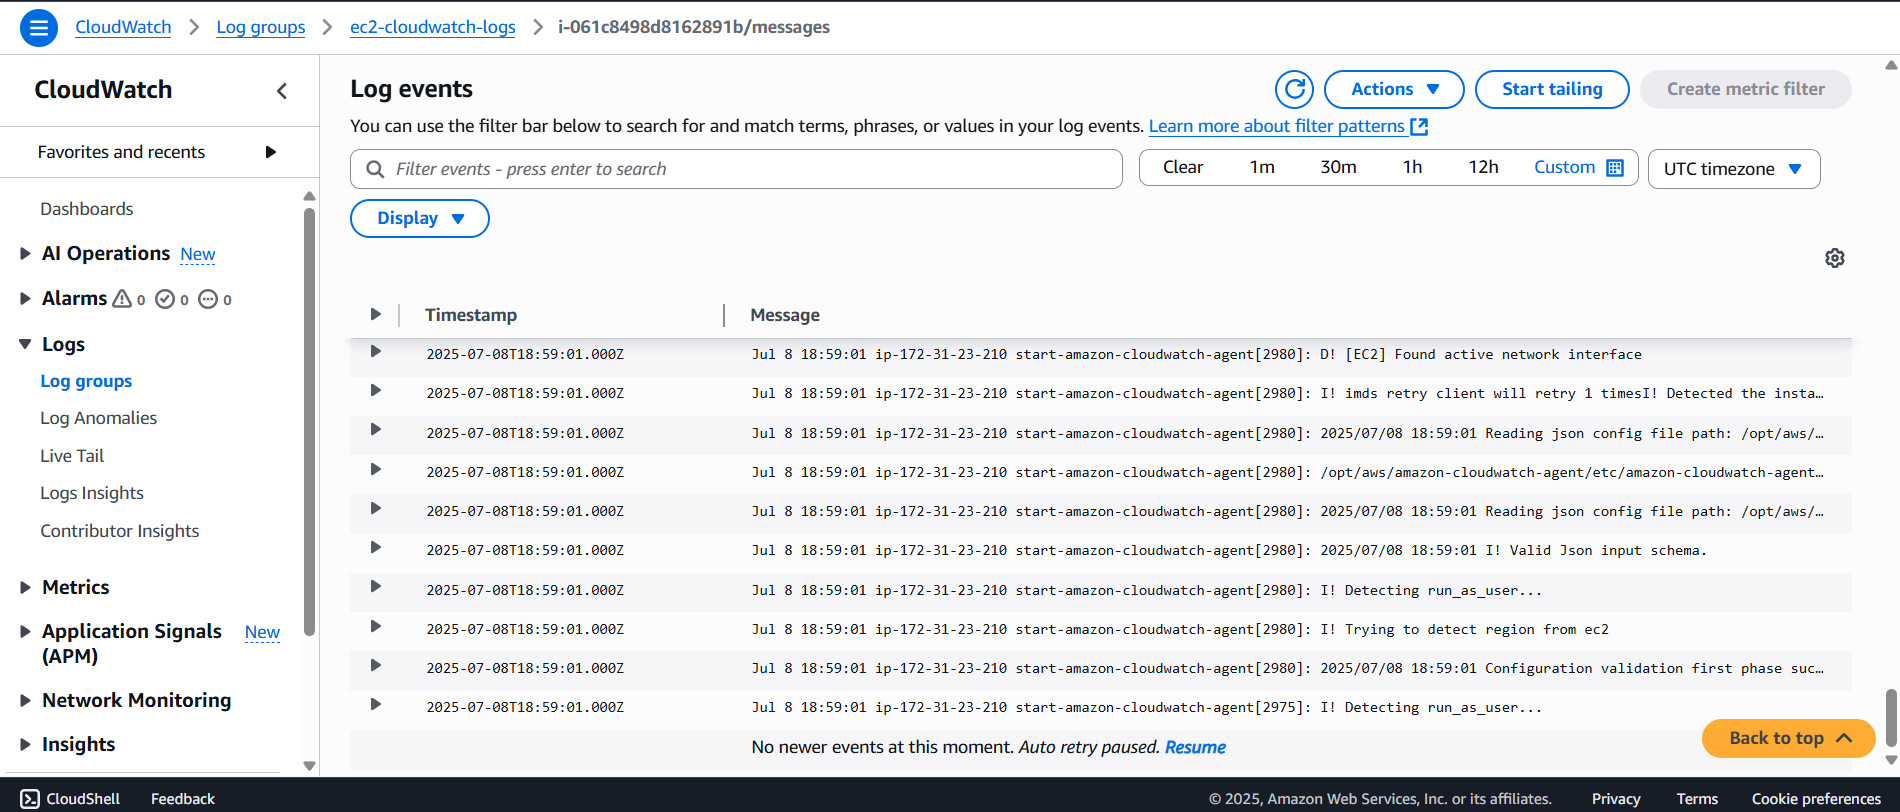 CloudWatch > Log groups > ec2-cloudwatch-logs > i-061c8498d8162891b/messages
CloudWatch
Favorites and recents
Dashboards
AI Operations New
Alarms 0 0 0
Logs
Log groups
Log Anomalies
Live Tail
Logs Insights
Contributor Insights
Metrics
Application Signals (APM) New
Network Monitoring
Insights
Log events
Actions
Start tailing
Create metric filter
You can use the filter bar below to search for and match terms, phrases, or values in your log events. Learn more about filter patterns
Filter events - press enter to search
Clear 1m 30m 1h 12h Custom
UTC timezone
Display
Timestamp Message
2025-07-08T18:59:01.000Z Jul 8 18:59:01 ip-172-31-23-210 start-amazon-cloudwatch-agent[2980]: D! [EC2] Found active network interface
2025-07-08T18:59:01.000Z Jul 8 18:59:01 ip-172-31-23-210 start-amazon-cloudwatch-agent[2980]: I! imds retry client will retry 1 timesI! Detected the insta…
2025-07-08T18:59:01.000Z Jul 8 18:59:01 ip-172-31-23-210 start-amazon-cloudwatch-agent[2980]: 2025/07/08 18:59:01 Reading json config file path: /opt/aws/…
2025-07-08T18:59:01.000Z Jul 8 18:59:01 ip-172-31-23-210 start-amazon-cloudwatch-agent[2980]: /opt/aws/amazon-cloudwatch-agent/etc/amazon-cloudwatch-agent…
2025-07-08T18:59:01.000Z Jul 8 18:59:01 ip-172-31-23-210 start-amazon-cloudwatch-agent[2980]: 2025/07/08 18:59:01 Reading json config file path: /opt/aws/…
2025-07-08T18:59:01.000Z Jul 8 18:59:01 ip-172-31-23-210 start-amazon-cloudwatch-agent[2980]: 2025/07/08 18:59:01 I! Valid Json input schema.
2025-07-08T18:59:01.000Z Jul 8 18:59:01 ip-172-31-23-210 start-amazon-cloudwatch-agent[2980]: I! Detecting run_as_user...
2025-07-08T18:59:01.000Z Jul 8 18:59:01 ip-172-31-23-210 start-amazon-cloudwatch-agent[2980]: I! Trying to detect region from ec2
2025-07-08T18:59:01.000Z Jul 8 18:59:01 ip-172-31-23-210 start-amazon-cloudwatch-agent[2980]: 2025/07/08 18:59:01 Configuration validation first phase suc…
2025-07-08T18:59:01.000Z Jul 8 18:59:01 ip-172-31-23-210 start-amazon-cloudwatch-agent[2975]: I! Detecting run_as_user...
No newer events at this moment. Auto retry paused. Resume
Back to top
CloudShell Feedback © 2025, Amazon Web Services, Inc. or its affiliates. Privacy Terms Cookie preferences